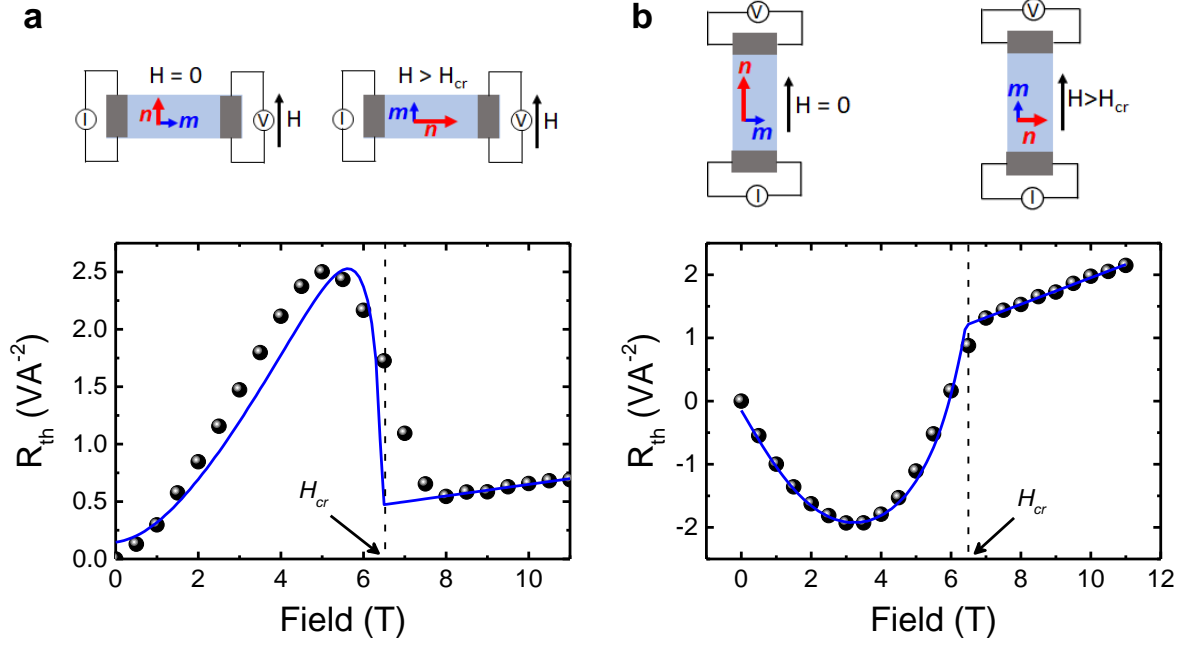 a
H = 0
I
n
m
V
H
H > Hcr
I
m
n
V
H
Rth (VA-2)
2.5
2.0
1.5
1.0
0.5
0.0
Hcr
0 2 4 6 8 10
Field (T)
b
V
n
m
I
H = 0
V
m
n
I
H>Hcr
Rth (VA-2)
2
1
0
-1
-2
Hcr
0 2 4 6 8 10 12
Field (T)